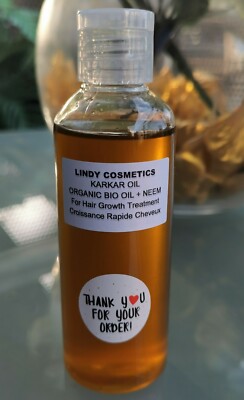 LINDY COSMETICS
KARKAR OIL
ORGANIC BIO OIL + NEEM
For Hair Growth Treatment
Croissance Rapide Cheveux
THANK Y❤U
FOR YOUR
ORDER!